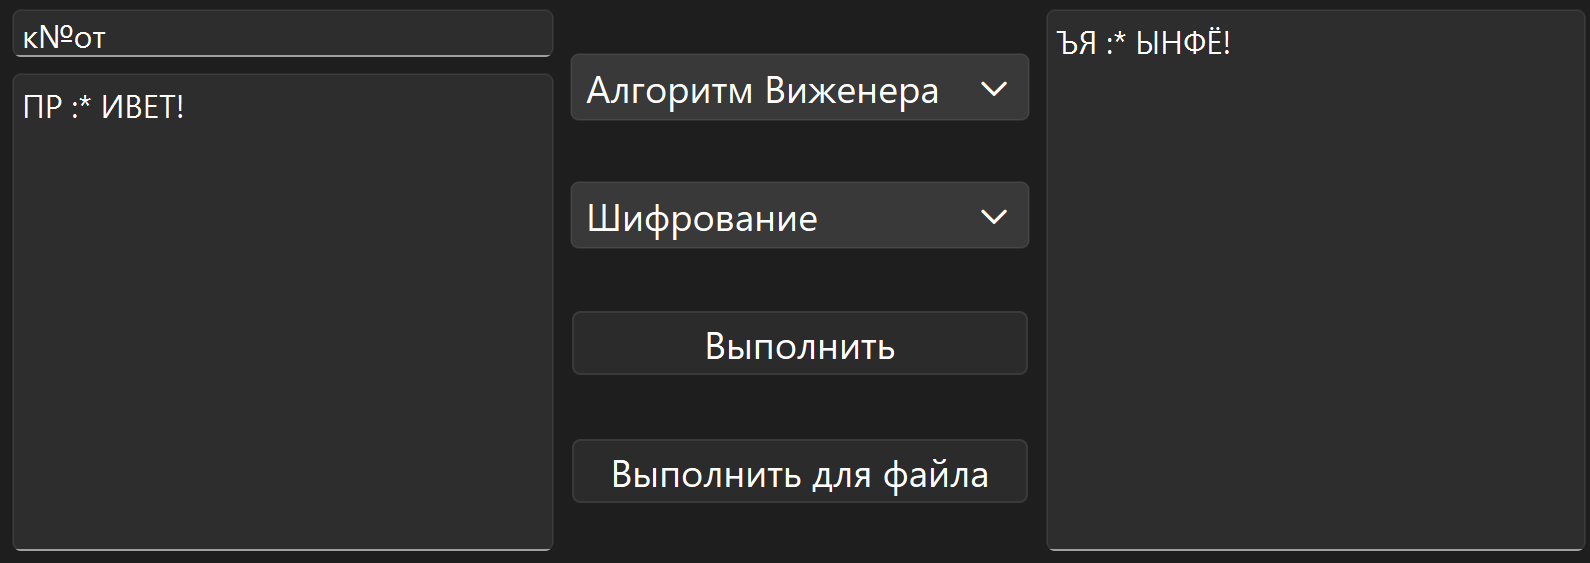 к№от
ПР :* ИВЕТ!
Алгоритм Виженера
Шифрование
Выполнить
Выполнить для файла
ЪЯ :* ЫНФЁ!